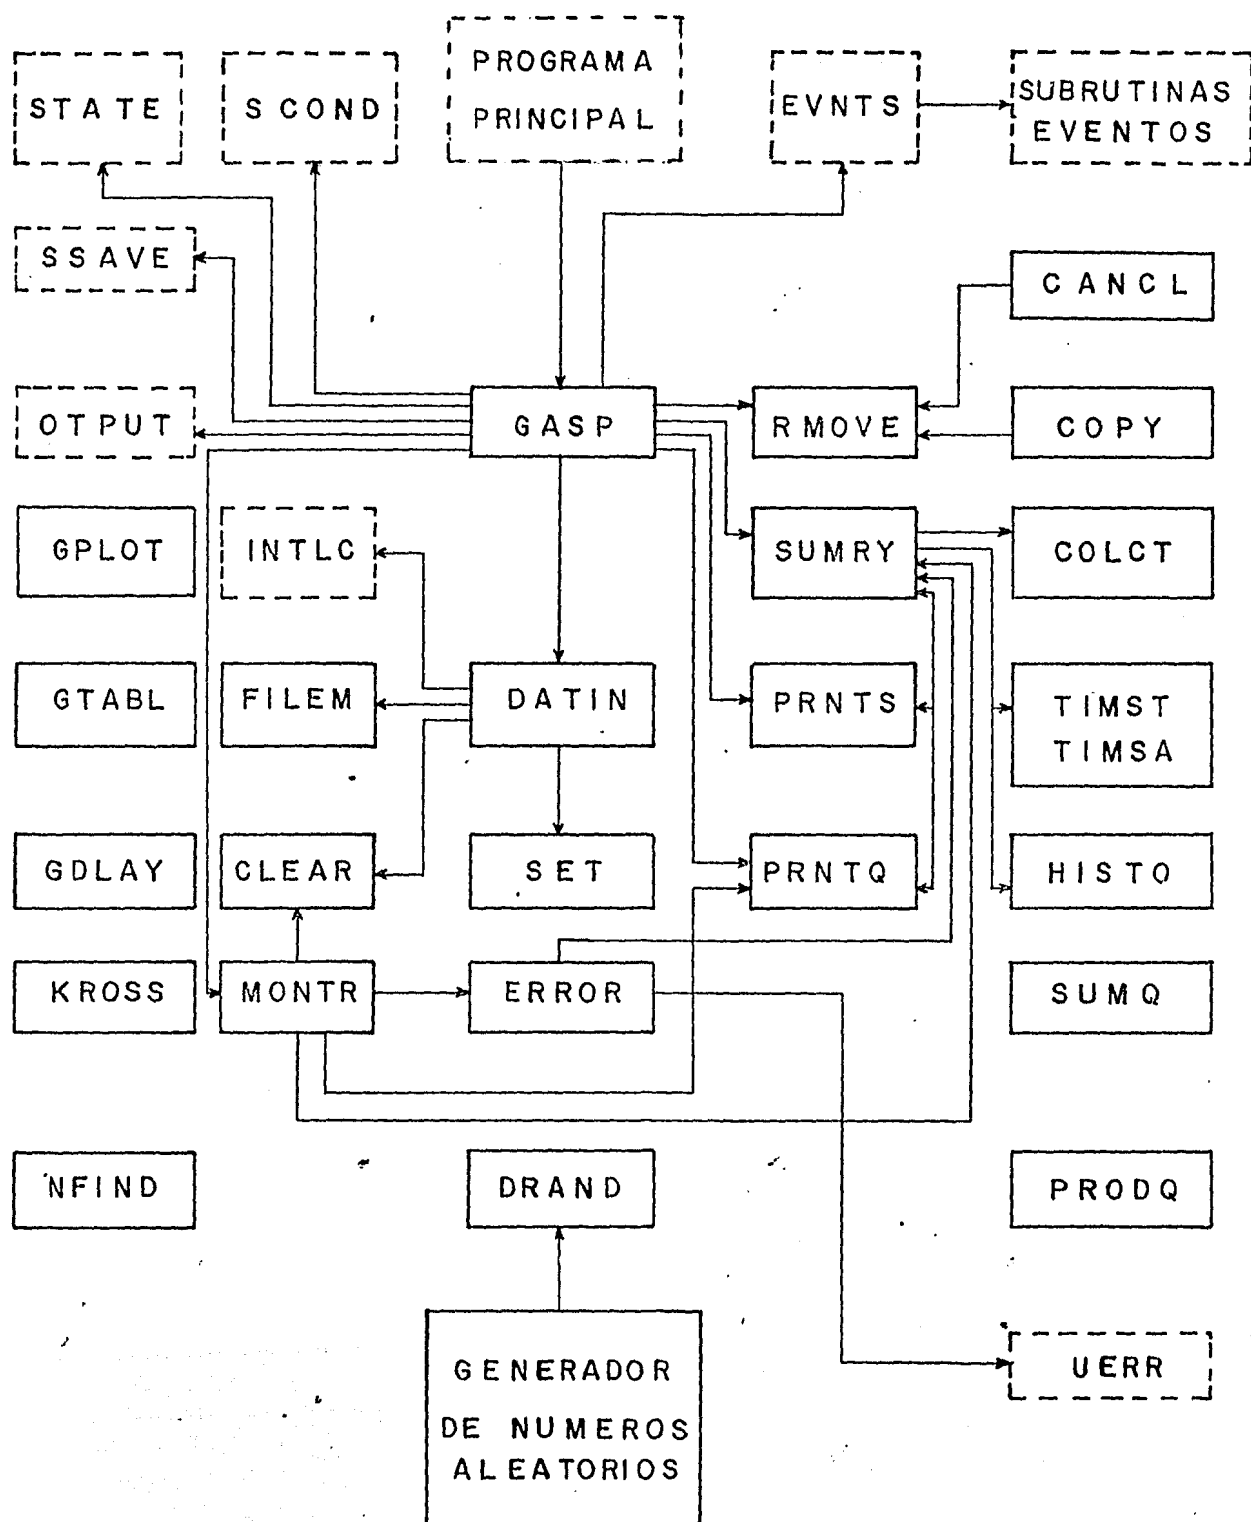 STATE
SCOND
PROGRAMA
PRINCIPAL
EVNTS
SUBRUTINAS
EVENTOS
SSAVE
CANCL
OTPUT
GASP
RMOVE
COPY
GPLOT
INTLC
SUMRY
COLCT
GTABL
FILEM
DATIN
PRNTS
TIMST
TIMSA
GDLAY
CLEAR
SET
PRNTQ
HISTO
KROSS
MONTR
ERROR
SUMQ
NFIND
DRAND
PRODQ
GENERADOR
DE NUMEROS
ALEATORIOS
UERR